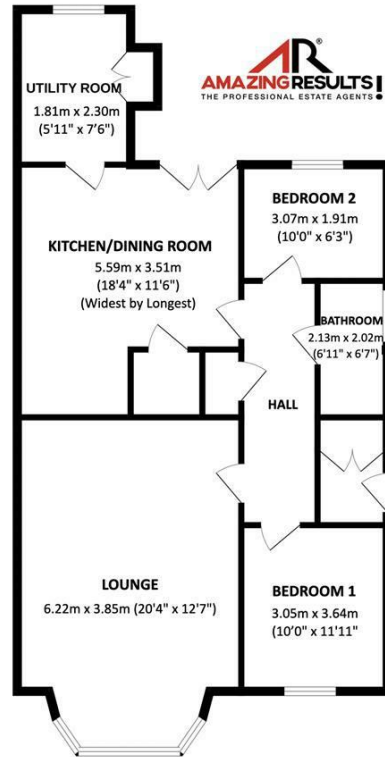 AR
AMAZING RESULTS!
THE PROFESSIONAL ESTATE AGENTS
UTILITY ROOM
1.81m x 2.30m
(5'11" x 7'6")
BEDROOM 2
3.07m x 1.91m
(10'0" x 6'3")
KITCHEN/DINING ROOM
5.59m x 3.51m
(18'4" x 11'6")
(Widest by Longest)
BATHROOM
2.13m x 2.02m
(6'11" x 6'7")
HALL
LOUNGE
6.22m x 3.85m (20'4" x 12'7")
BEDROOM 1
3.05m x 3.64m
(10'0" x 11'11"